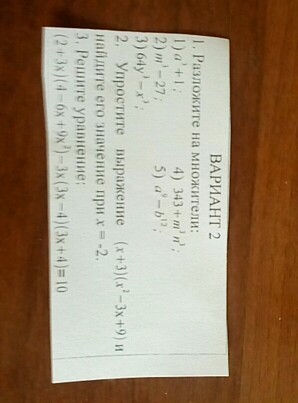 ВАРИАНТ 2
1. Разложите на множители:
1) a³ + 1; 4) 343 + m³n³;
2) m³ − 27; 5) a⁹ − b¹²;
3) 64y³ − x³;
2. Упростите выражение (x+3)(x² − 3x + 9) и
найдите его значение при x = -2.
3. Решите уравнение:
(2+3x)(4−6x+9x²)−3x(3x−4)(3x+4)=10